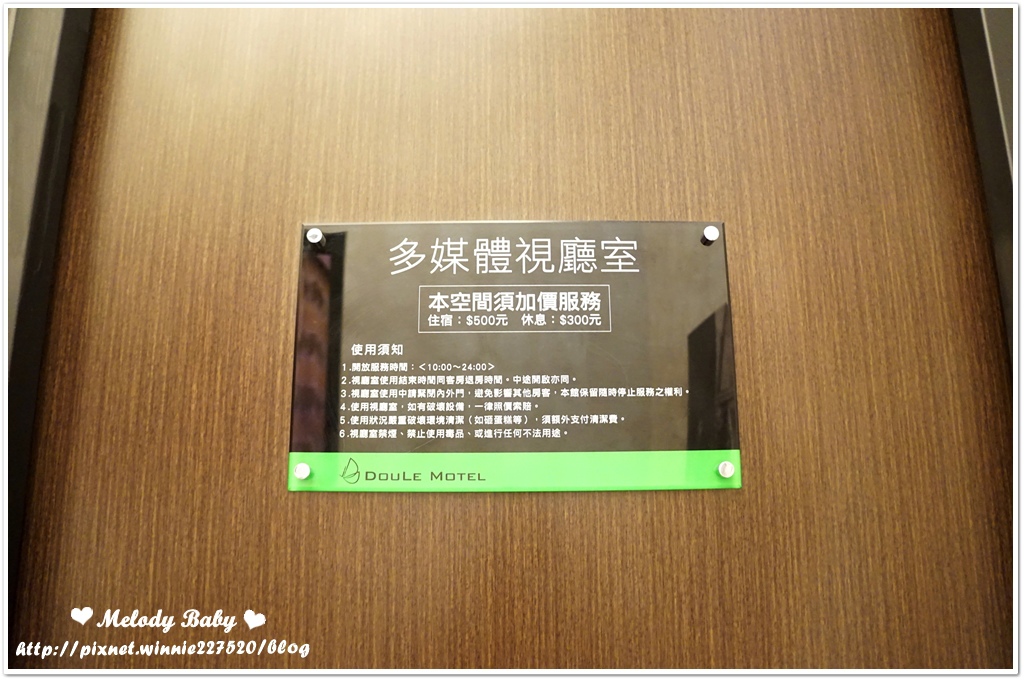 多媒體視廳室
本空間須加價服務
住宿：$500元 休息：$300元
使用須知
1.開放服務時間：＜10:00～24:00＞
2.視廳室使用結束時間同客房退房時間。中途開啟亦同。
3.視廳室使用中請緊閉內外門，避免影響其他房客，本館保留隨時停止服務之權利。
4.使用視廳室，如有破壞設備，一律照價索賠。
5.使用狀況嚴重破壞環境清潔（如砸蛋糕等），須額外支付清潔費。
6.視廳室禁煙、禁止使用毒品、或進行任何不法用途。
DOULE MOTEL
Melody Baby
http://pixnet.winnie227520/blog